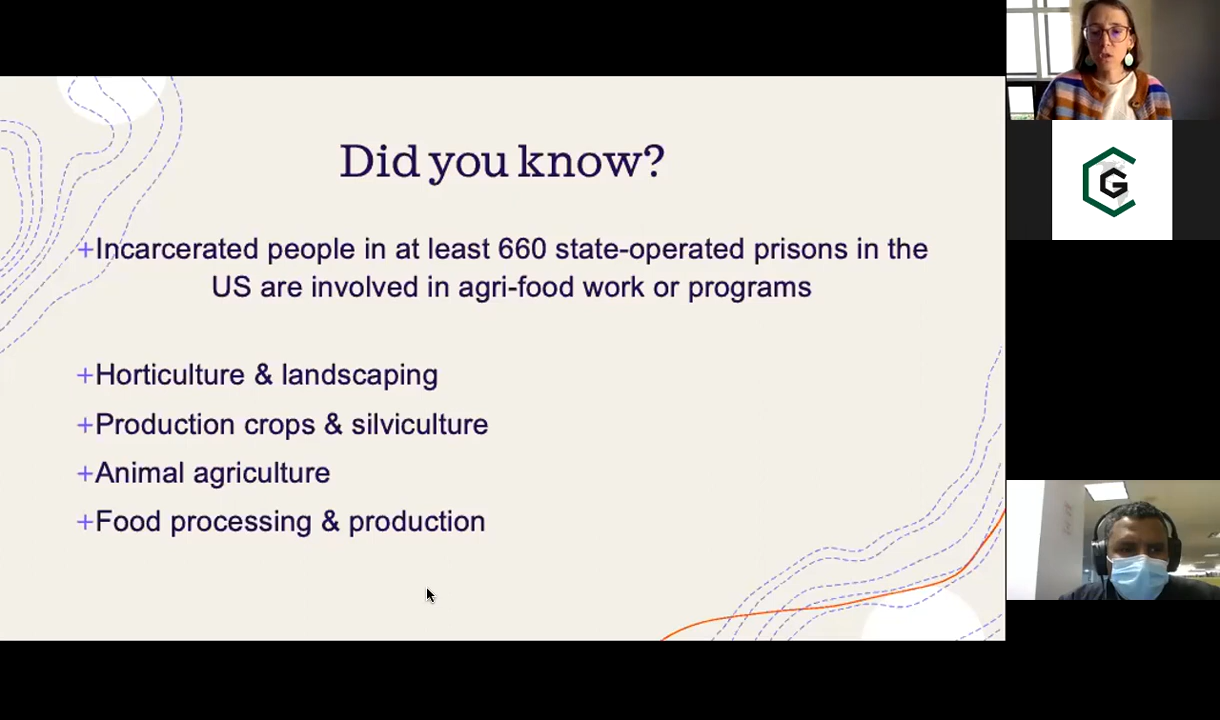 Did you know?
+Incarcerated people in at least 660 state-operated prisons in the
US are involved in agri-food work or programs
+Horticulture & landscaping
+Production crops & silviculture
+Animal agriculture
+Food processing & production